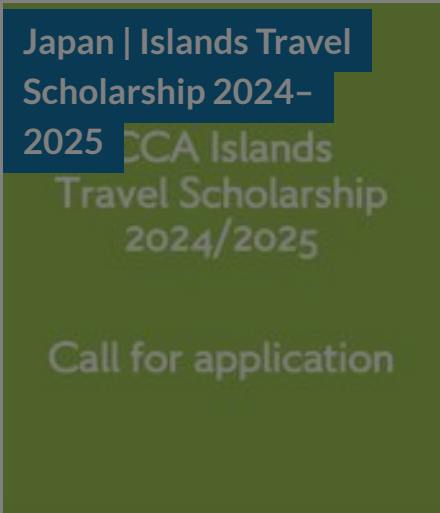 Japan | Islands Travel
Scholarship 2024–
2025
CCA Islands
Travel Scholarship
2024/2025
Call for application